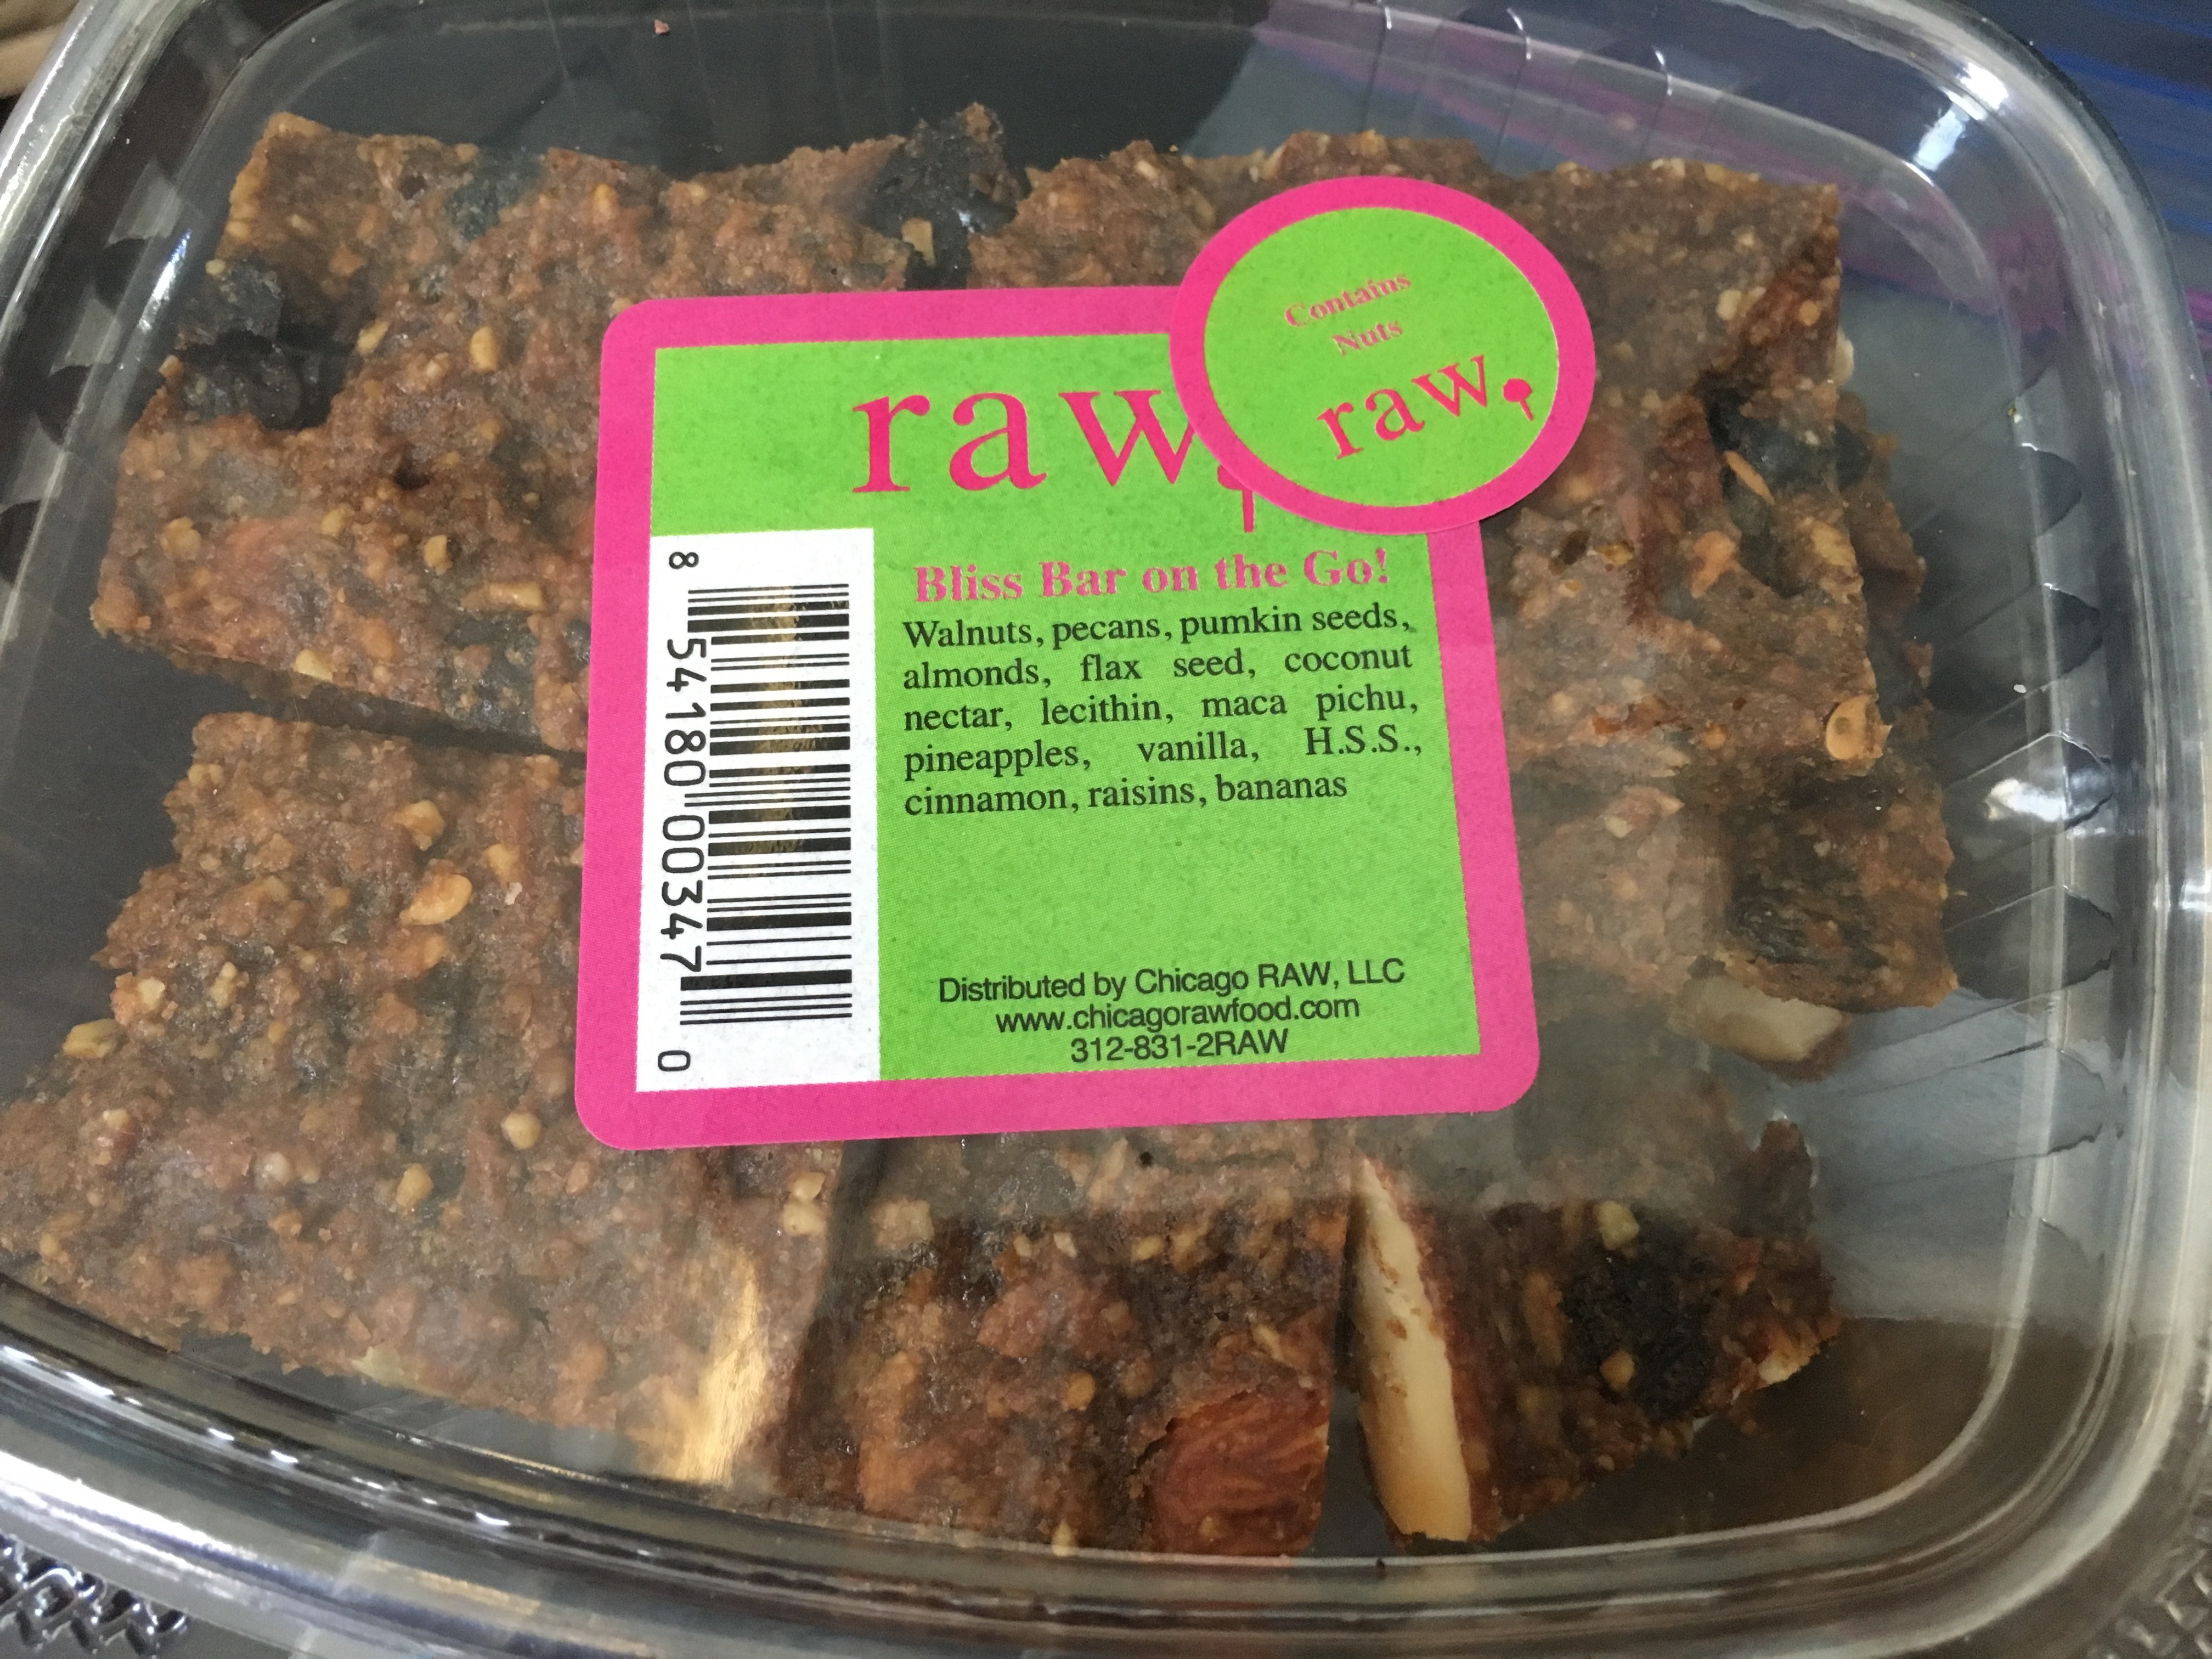 Contains
Nuts
raw.
raw.
Bliss Bar on the Go!
Walnuts, pecans, pumkin seeds,
almonds, flax seed, coconut
nectar, lecithin, maca pichu,
pineapples, vanilla, H.S.S.,
cinnamon, raisins, bananas
8 54180 00347 0
Distributed by Chicago RAW, LLC
www.chicagorawfood.com
312-831-2RAW